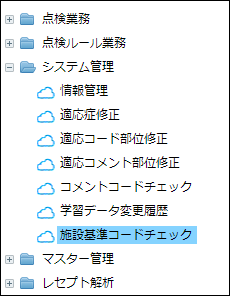 点検業務
点検ルール業務
システム管理
情報管理
適応症修正
適応コード部位修正
適応コメント部位修正
コメントコードチェック
学習データ変更履歴
施設基準コードチェック
マスター管理
レセプト解析